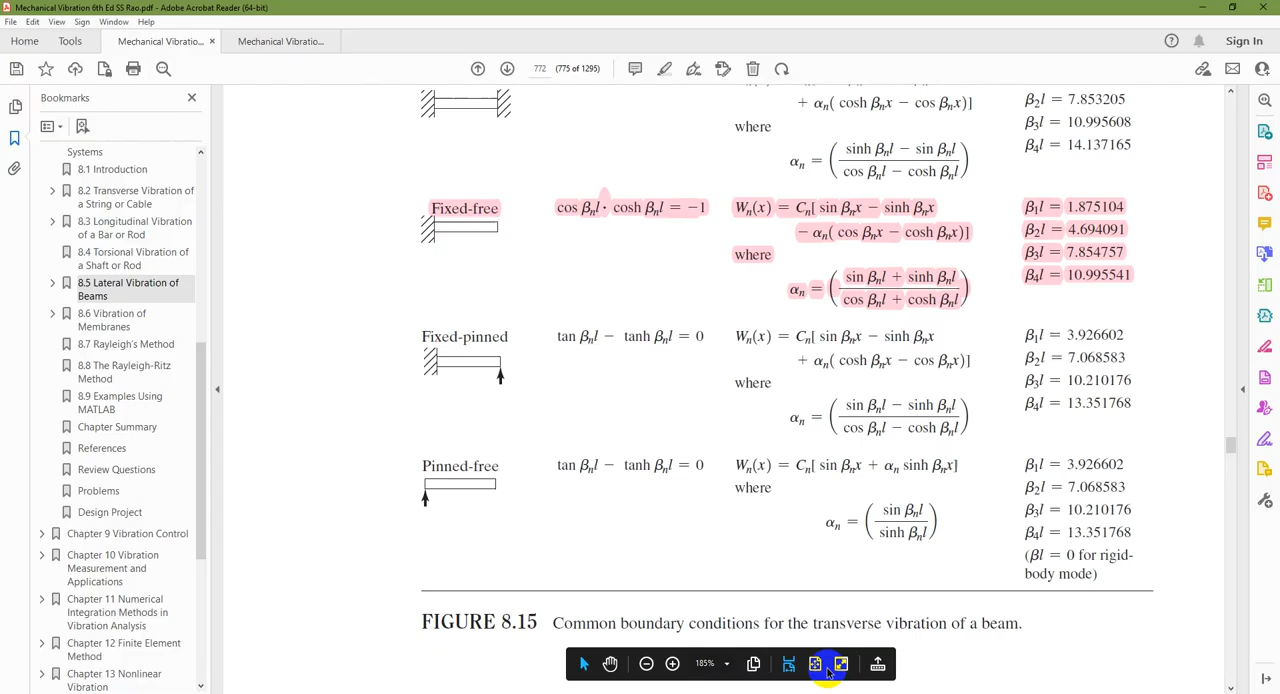 Mechanical Vibration 6th Ed SS Rao.pdf - Adobe Acrobat Reader (64-bit)
File Edit View Sign Window Help
Home Tools Mechanical Vibratio... × Mechanical Vibratio... Sign In
772 (775 of 1295)
Bookmarks
Systems
8.1 Introduction
8.2 Transverse Vibration of
a String or Cable
8.3 Longitudinal Vibration
of a Bar or Rod
8.4 Torsional Vibration of
a Shaft or Rod
8.5 Lateral Vibration of
Beams
8.6 Vibration of
Membranes
8.7 Rayleigh's Method
8.8 The Rayleigh-Ritz
Method
8.9 Examples Using
MATLAB
Chapter Summary
References
Review Questions
Problems
Design Project
Chapter 9 Vibration Control
Chapter 10 Vibration
Measurement and
Applications
Chapter 11 Numerical
Integration Methods in
Vibration Analysis
Chapter 12 Finite Element
Method
Chapter 13 Nonlinear
Vibration
+ αₙ( cosh βₙx − cos βₙx)]
where
αₙ = ( sinh βₙl − sin βₙl / cos βₙl − cosh βₙl )
β₂l = 7.853205
β₃l = 10.995608
β₄l = 14.137165
Fixed-free
cos βₙl · cosh βₙl = −1
Wₙ(x) = Cₙ[ sin βₙx − sinh βₙx
− αₙ( cos βₙx − cosh βₙx)]
where
αₙ = ( sin βₙl + sinh βₙl / cos βₙl + cosh βₙl )
β₁l = 1.875104
β₂l = 4.694091
β₃l = 7.854757
β₄l = 10.995541
Fixed-pinned
tan βₙl − tanh βₙl = 0
Wₙ(x) = Cₙ[ sin βₙx − sinh βₙx
+ αₙ( cosh βₙx − cos βₙx)]
where
αₙ = ( sin βₙl − sinh βₙl / cos βₙl − cosh βₙl )
β₁l = 3.926602
β₂l = 7.068583
β₃l = 10.210176
β₄l = 13.351768
Pinned-free
tan βₙl − tanh βₙl = 0
Wₙ(x) = Cₙ[ sin βₙx + αₙ sinh βₙx]
where
αₙ = ( sin βₙl / sinh βₙl )
β₁l = 3.926602
β₂l = 7.068583
β₃l = 10.210176
β₄l = 13.351768
(βl = 0 for rigid-
body mode)
FIGURE 8.15 Common boundary conditions for the transverse vibration of a beam.
185%